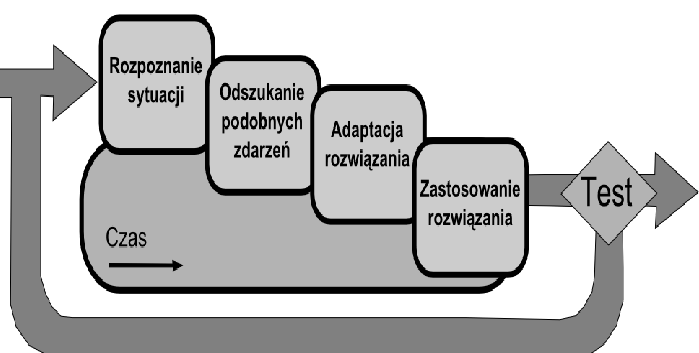 Rozpoznanie
sytuacji
Odszukanie
podobnych
zdarzeń
Adaptacja
rozwiązania
Zastosowanie
rozwiązania
Test
Czas